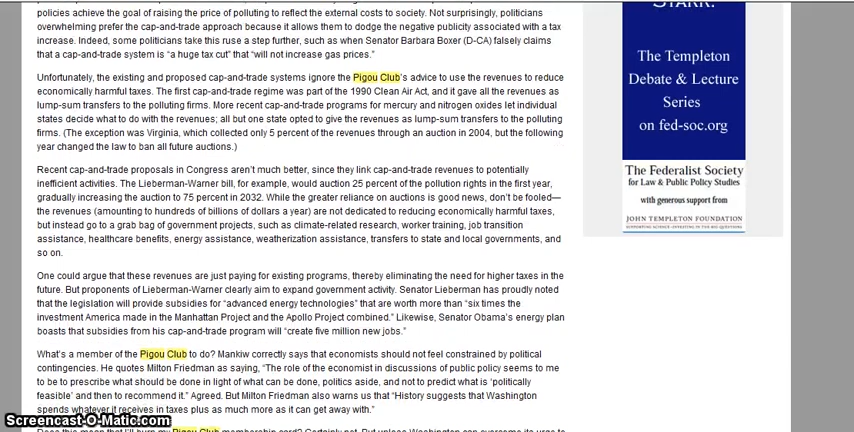 policies achieve the goal of raising the price of polluting to reflect the external costs to society. Not surprisingly, politicians
overwhelming prefer the cap-and-trade approach because it allows them to dodge the negative publicity associated with a tax
increase. Indeed, some politicians take this ruse a step further, such as when Senator Barbara Boxer (D-CA) falsely claims
that a cap-and-trade system is “a huge tax cut” that “will not increase gas prices.”
Unfortunately, the existing and proposed cap-and-trade systems ignore the Pigou Club’s advice to use the revenues to reduce
economically harmful taxes. The first cap-and-trade regime was part of the 1990 Clean Air Act, and it gave all the revenues as
lump-sum transfers to the polluting firms. More recent cap-and-trade programs for mercury and nitrogen oxides let individual
states decide what to do with the revenues; all but one state opted to give the revenues as lump-sum transfers to the polluting
firms. (The exception was Virginia, which collected only 5 percent of the revenues through an auction in 2004, but the following
year changed the law to ban all future auctions.)
Recent cap-and-trade proposals in Congress aren’t much better, since they link cap-and-trade revenues to potentially
inefficient activities. The Lieberman-Warner bill, for example, would auction 25 percent of the pollution rights in the first year,
gradually increasing the auction to 75 percent in 2032. While the greater reliance on auctions is good news, don’t be fooled—
the revenues (amounting to hundreds of billions of dollars a year) are not dedicated to reducing economically harmful taxes,
but instead go to a grab bag of government projects, such as climate-related research, worker training, job transition
assistance, healthcare benefits, energy assistance, weatherization assistance, transfers to state and local governments, and
so on.
One could argue that these revenues are just paying for existing programs, thereby eliminating the need for higher taxes in the
future. But proponents of Lieberman-Warner clearly aim to expand government activity. Senator Lieberman has proudly noted
that the legislation will provide subsidies for “advanced energy technologies” that are worth more than “six times the
investment America made in the Manhattan Project and the Apollo Project combined.” Likewise, Senator Obama’s energy plan
boasts that subsidies from his cap-and-trade program will “create five million new jobs.”
What’s a member of the Pigou Club to do? Mankiw correctly says that economists should not feel constrained by political
contingencies. He quotes Milton Friedman as saying, “The role of the economist in discussions of public policy seems to me
to be to prescribe what should be done in light of what can be done, politics aside, and not to predict what is ‘politically
feasible’ and then to recommend it.” Agreed. But Milton Friedman also warns us that “History suggests that Washington
spends whatever it receives in taxes plus as much more as it can get away with.”
STARR.
The Templeton
Debate & Lecture
Series
on fed-soc.org
The Federalist Society
for Law & Public Policy Studies
with generous support from
JOHN TEMPLETON FOUNDATION
SUPPORTING SCIENCE~INVESTING IN THE BIG QUESTIONS
Screencast-O-Matic.com